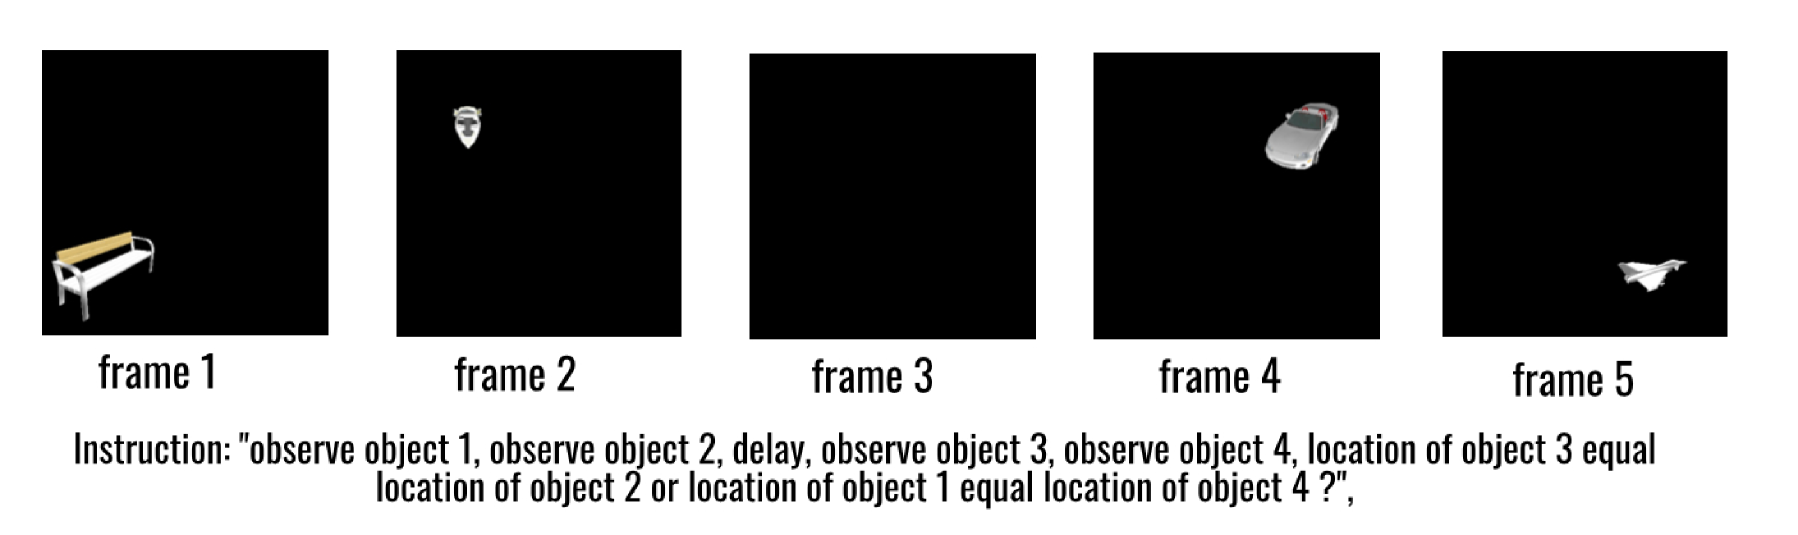 frame 1
frame 2
frame 3
frame 4
frame 5
Instruction: "observe object 1, observe object 2, delay, observe object 3, observe object 4, location of object 3 equal
location of object 2 or location of object 1 equal location of object 4 ?",